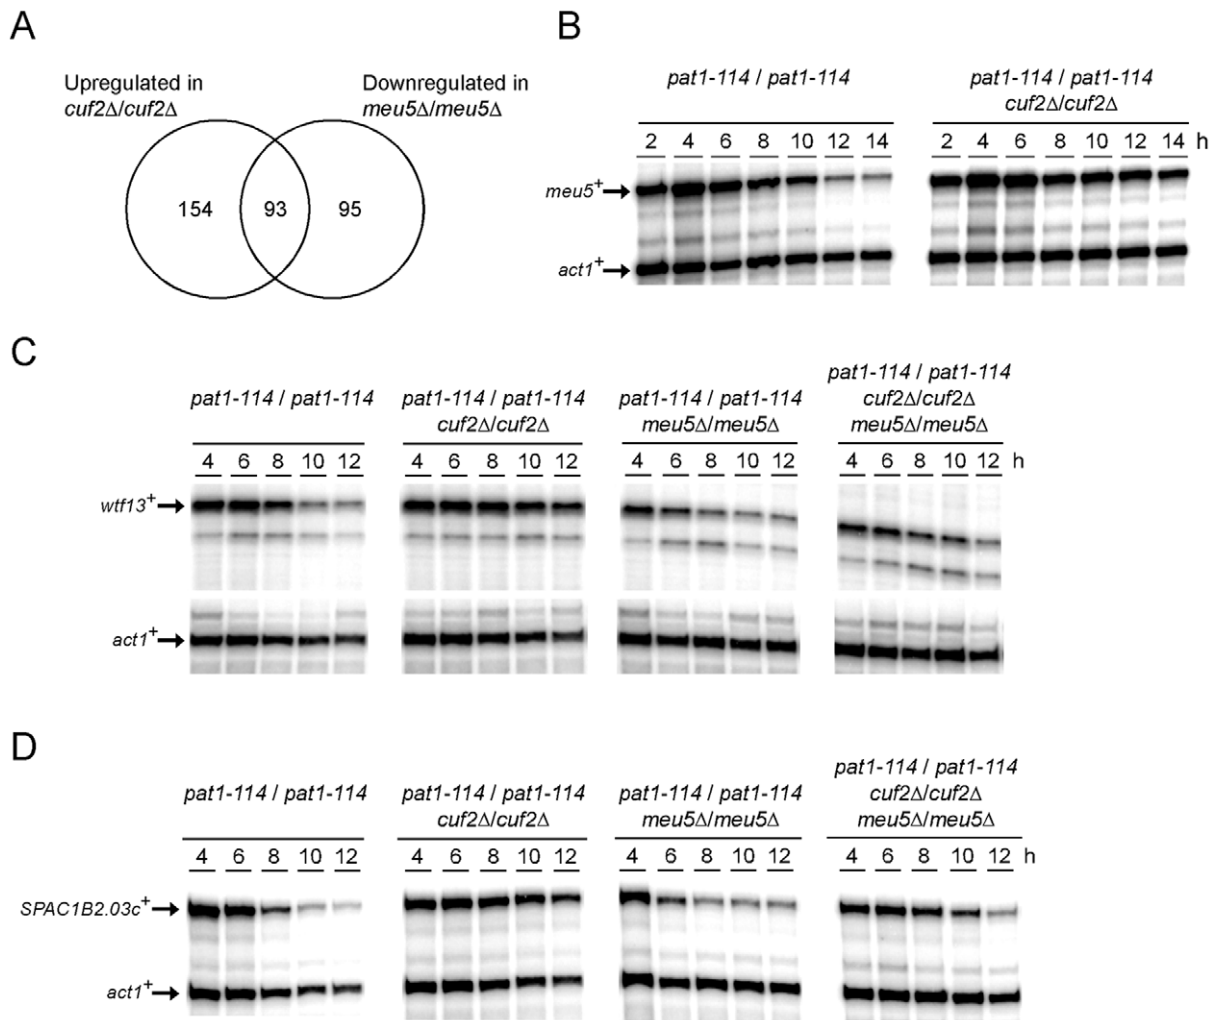 A
Upregulated in
cuf2Δ/cuf2Δ
Downregulated in
meu5Δ/meu5Δ
154
93
95
B
pat1-114 / pat1-114
2 4 6 8 10 12 14
pat1-114 / pat1-114
cuf2Δ/cuf2Δ
2 4 6 8 10 12 14 h
meu5+
act1+
C
pat1-114 / pat1-114
4 6 8 10 12
pat1-114 / pat1-114
cuf2Δ/cuf2Δ
4 6 8 10 12
pat1-114 / pat1-114
meu5Δ/meu5Δ
4 6 8 10 12
pat1-114 / pat1-114
cuf2Δ/cuf2Δ
meu5Δ/meu5Δ
4 6 8 10 12 h
wtf13+
act1+
D
pat1-114 / pat1-114
4 6 8 10 12
pat1-114 / pat1-114
cuf2Δ/cuf2Δ
4 6 8 10 12
pat1-114 / pat1-114
meu5Δ/meu5Δ
4 6 8 10 12
pat1-114 / pat1-114
cuf2Δ/cuf2Δ
meu5Δ/meu5Δ
4 6 8 10 12 h
SPAC1B2.03c+
act1+